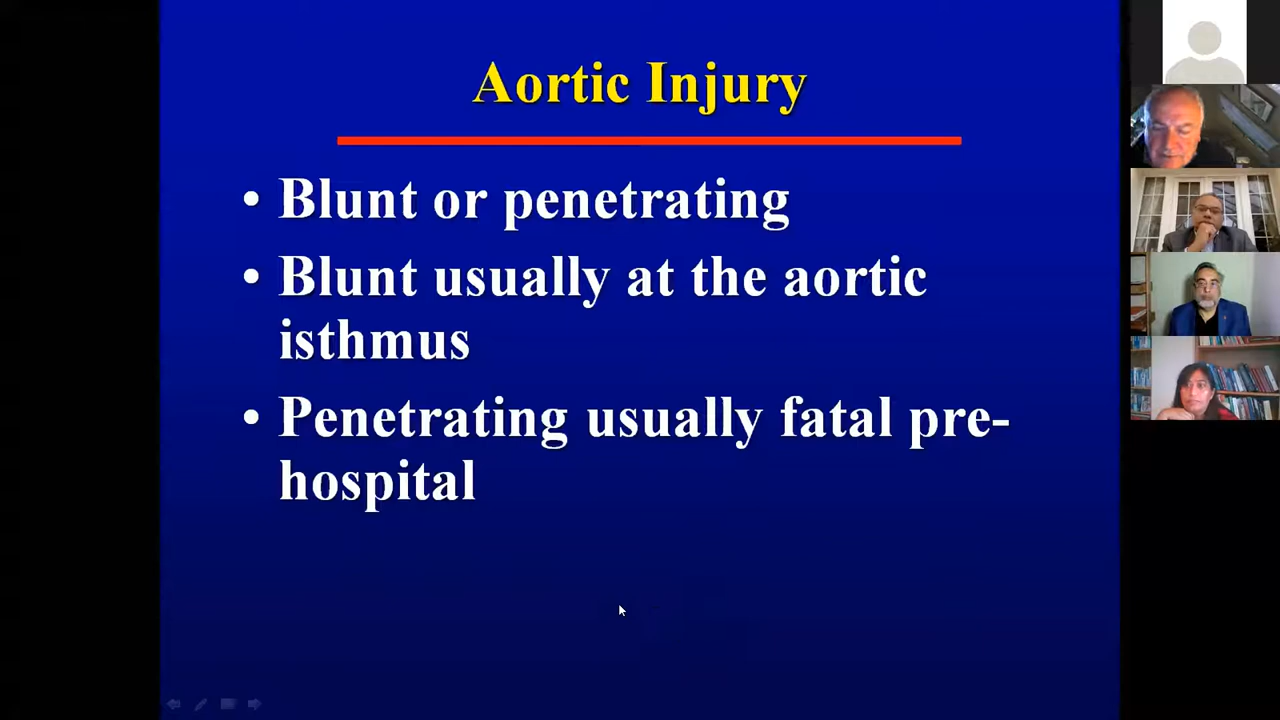 Aortic Injury
• Blunt or penetrating
• Blunt usually at the aortic
isthmus
• Penetrating usually fatal pre-
hospital